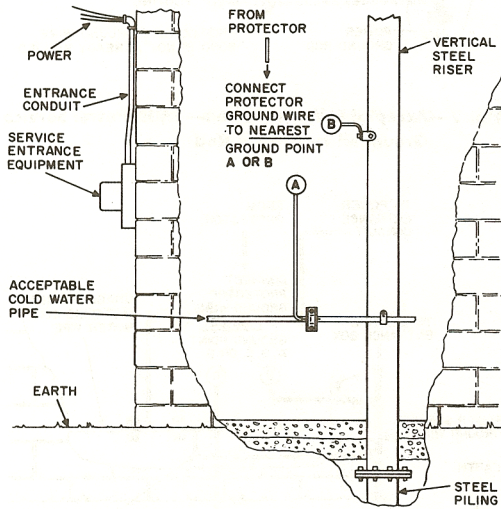 POWER
ENTRANCE
CONDUIT
SERVICE
ENTRANCE
EQUIPMENT
FROM
PROTECTOR
CONNECT
PROTECTOR
GROUND WIRE
TO NEAREST
GROUND POINT
A OR B
B
A
VERTICAL
STEEL
RISER
ACCEPTABLE
COLD WATER
PIPE
EARTH
STEEL
PILING